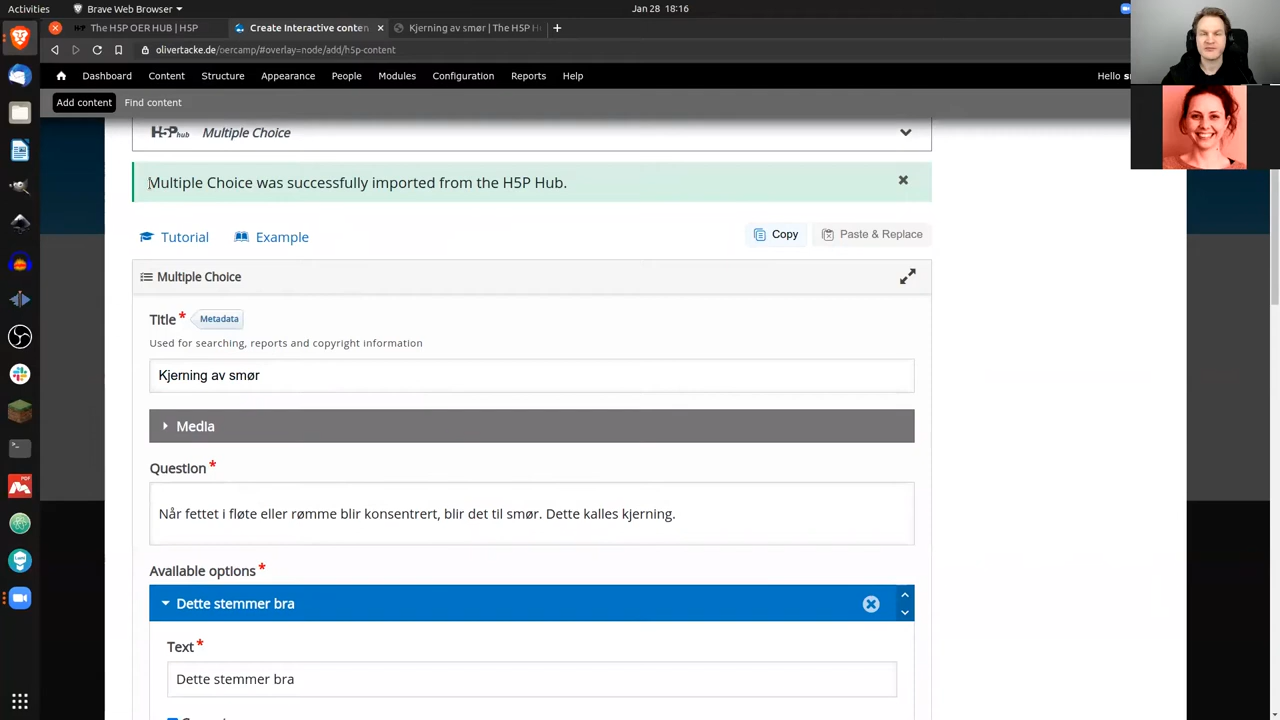 Activities
Brave Web Browser
Jan 28 18:16
The H5P OER HUB | H5P
Create Interactive conten
Kjerning av smør | The H5P H
olivertacke.de/oercamp/#overlay=node/add/h5p-content
Dashboard
Content
Structure
Appearance
People
Modules
Configuration
Reports
Help
Add content
Find content
H5P hub
Multiple Choice
Multiple Choice was successfully imported from the H5P Hub.
Tutorial
Example
Copy
Paste & Replace
Multiple Choice
Title*
Metadata
Used for searching, reports and copyright information
Kjerning av smør
Media
Question*
Når fettet i fløte eller rømme blir konsentrert, blir det til smør. Dette kalles kjerning.
Available options*
Dette stemmer bra
Text*
Dette stemmer bra